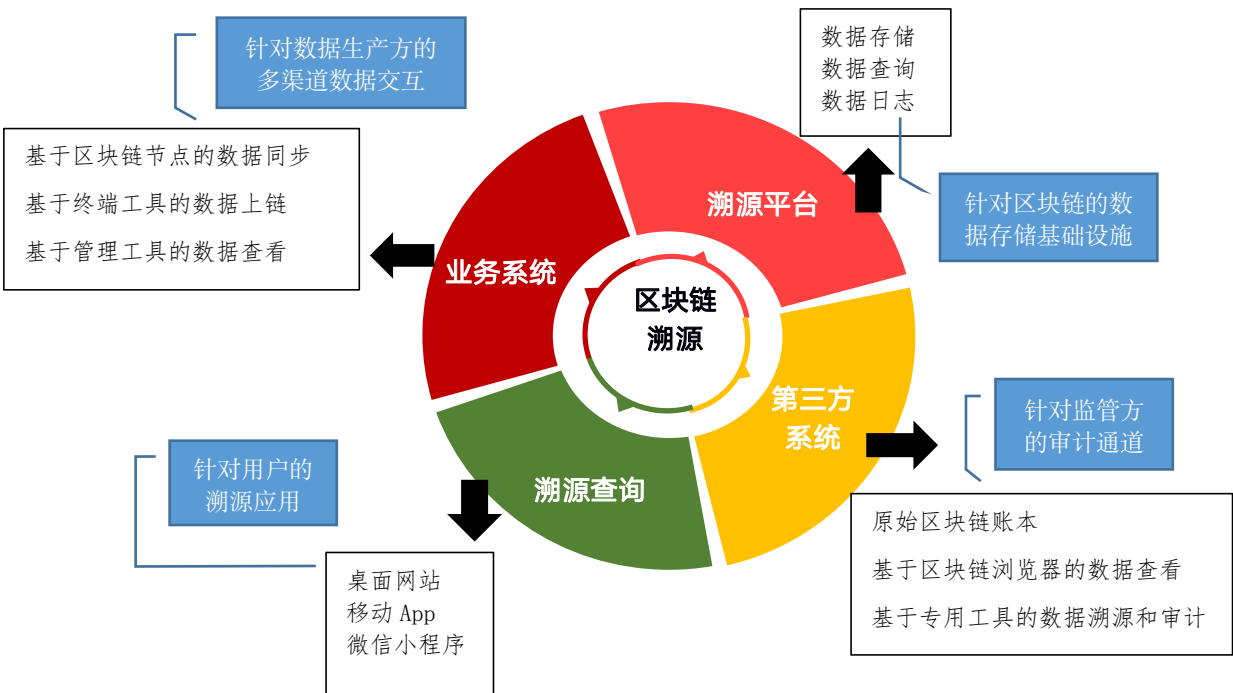 针对数据生产方的
多渠道数据交互
基于区块链节点的数据同步
基于终端工具的数据上链
基于管理工具的数据查看
数据存储
数据查询
数据日志
针对区块链的数
据存储基础设施
溯源平台
业务系统
区块链
溯源
第三方
系统
溯源查询
针对监管方
的审计通道
原始区块链账本
基于区块链浏览器的数据查看
基于专用工具的数据溯源和审计
针对用户的
溯源应用
桌面网站
移动 App
微信小程序